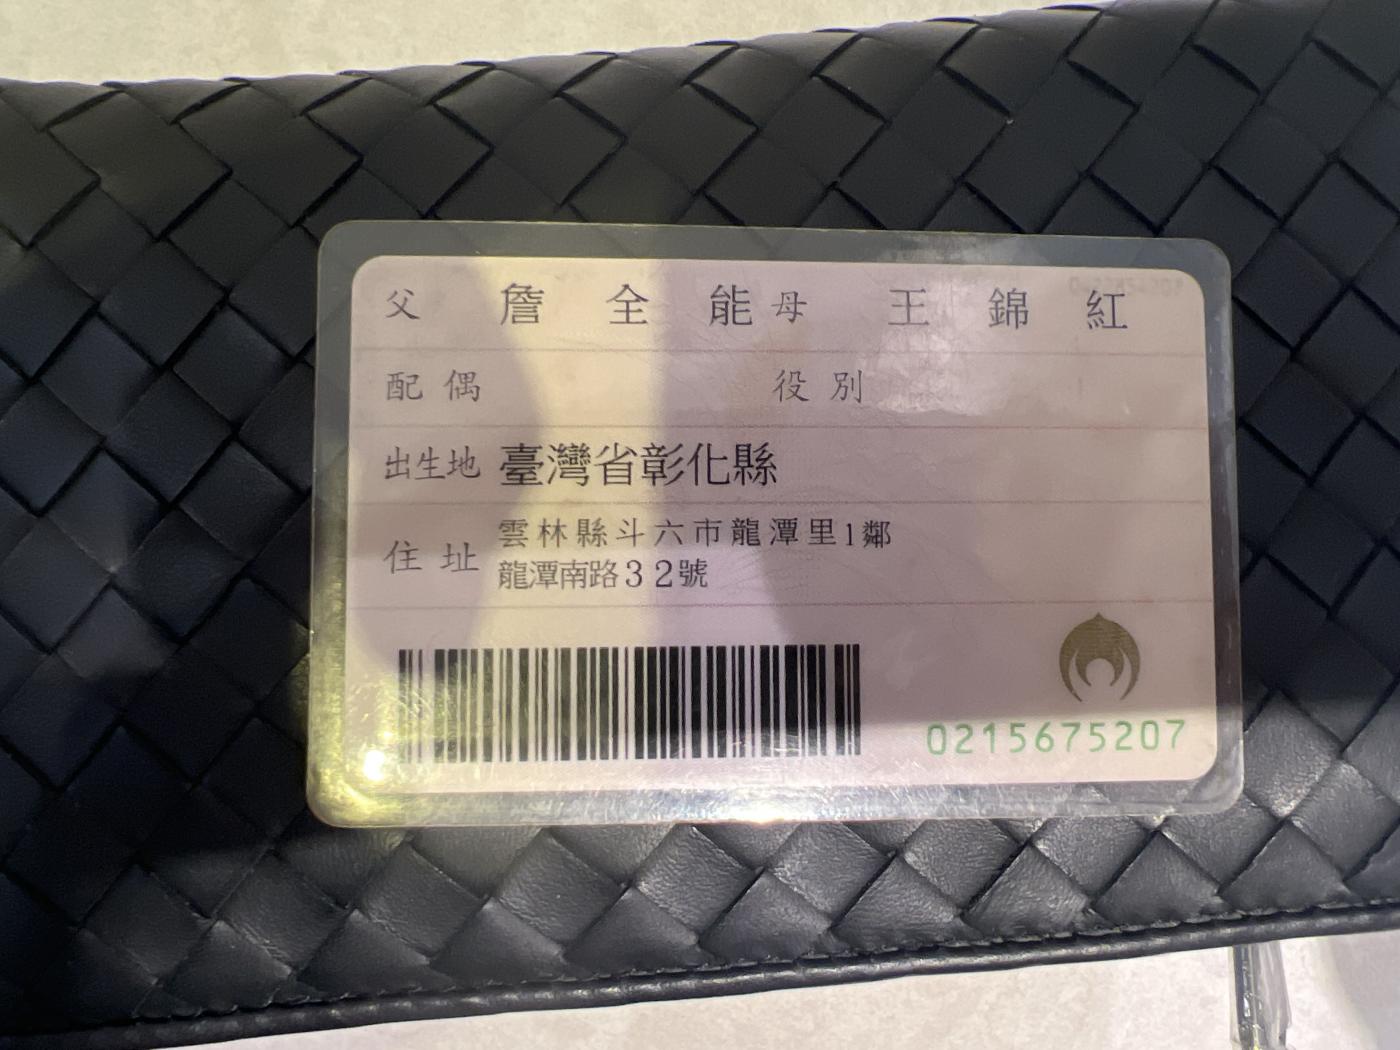 父 詹全能 母 王錦紅
配偶 役別
出生地 臺灣省彰化縣
住址 雲林縣斗六市龍潭里1鄰
龍潭南路32號
0215675207